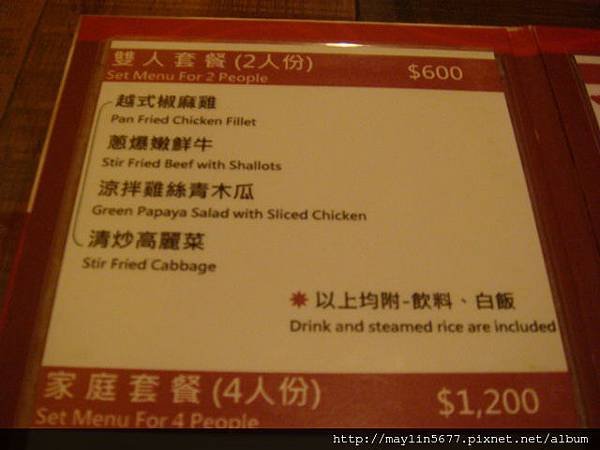 雙人套餐(2人份)
Set Menu For 2 People
$600
越式椒麻雞
Pan Fried Chicken Fillet
蔥爆嫩鮮牛
Stir Fried Beef with Shallots
涼拌雞絲青木瓜
Green Papaya Salad with Sliced Chicken
清炒高麗菜
Stir Fried Cabbage
✷ 以上均附-飲料、白飯
Drink and steamed rice are included
家庭套餐(4人份)
Set Menu For 4 People
$1,200
http://maylin5677.pixnet.net/album